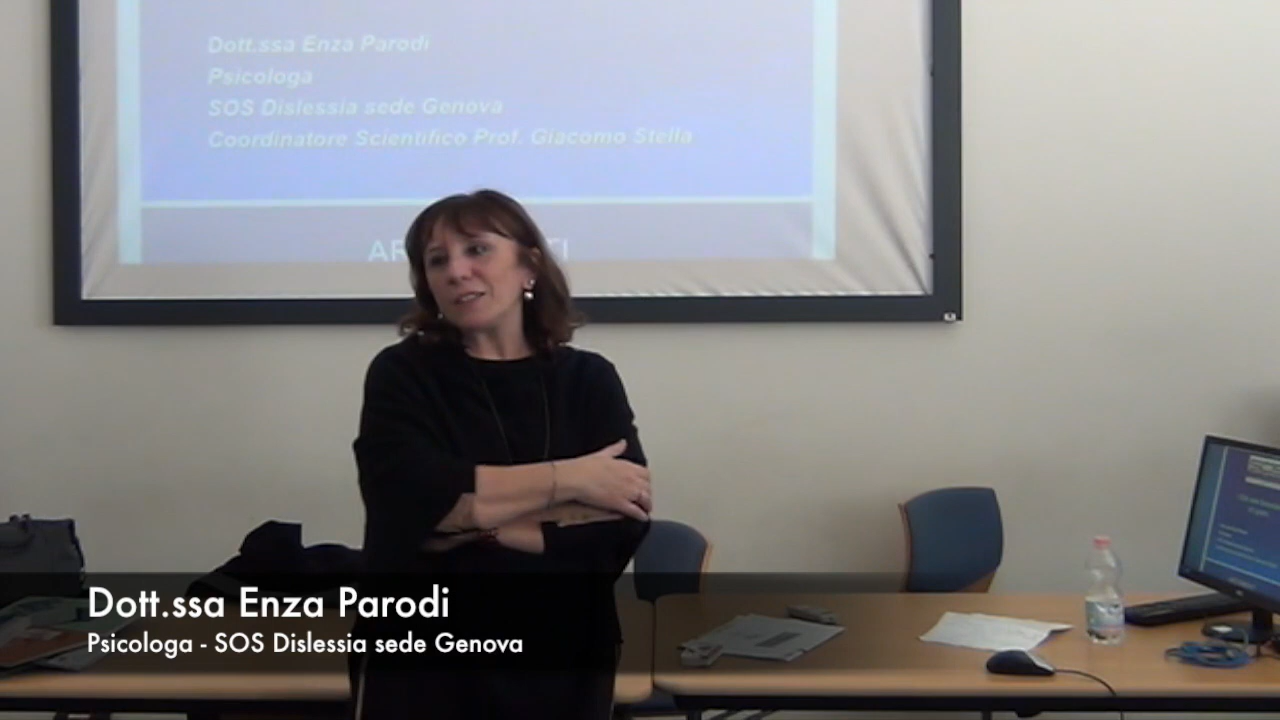 Dott.ssa Enza Parodi
Psicologa
SOS Dislessia sede Genova
Coordinatore Scientifico Prof. Giacomo Stella
Dott.ssa Enza Parodi
Psicologa - SOS Dislessia sede Genova